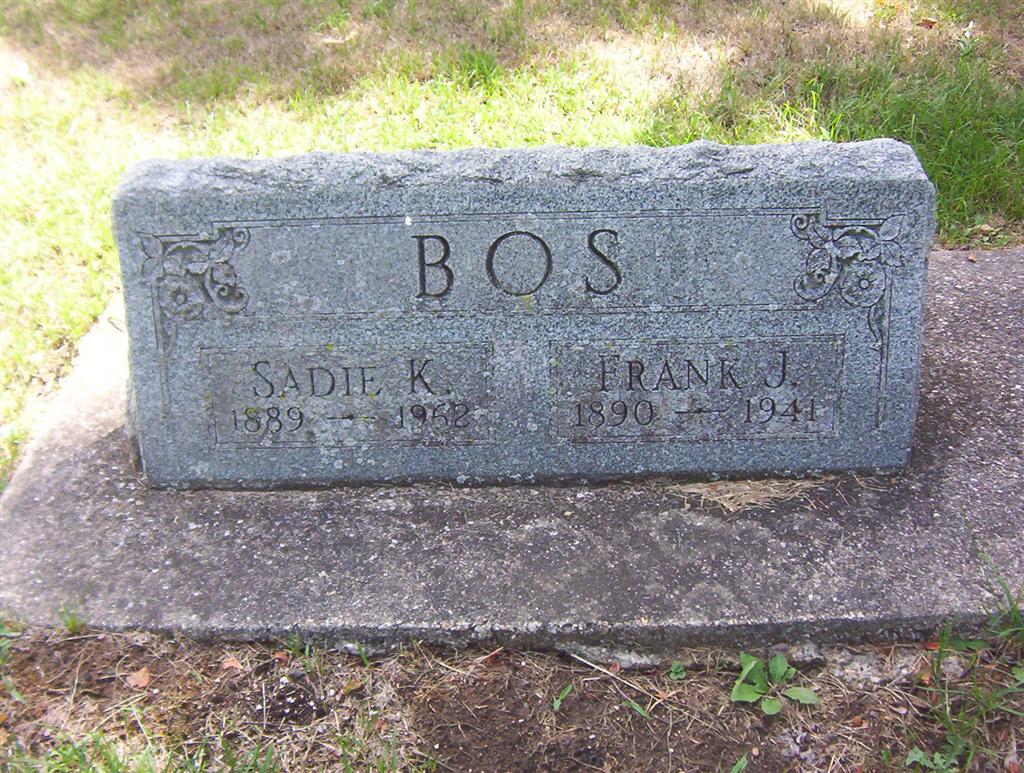 BOS
SADIE K.
1889 — 1962
FRANK J.
1890 — 1941